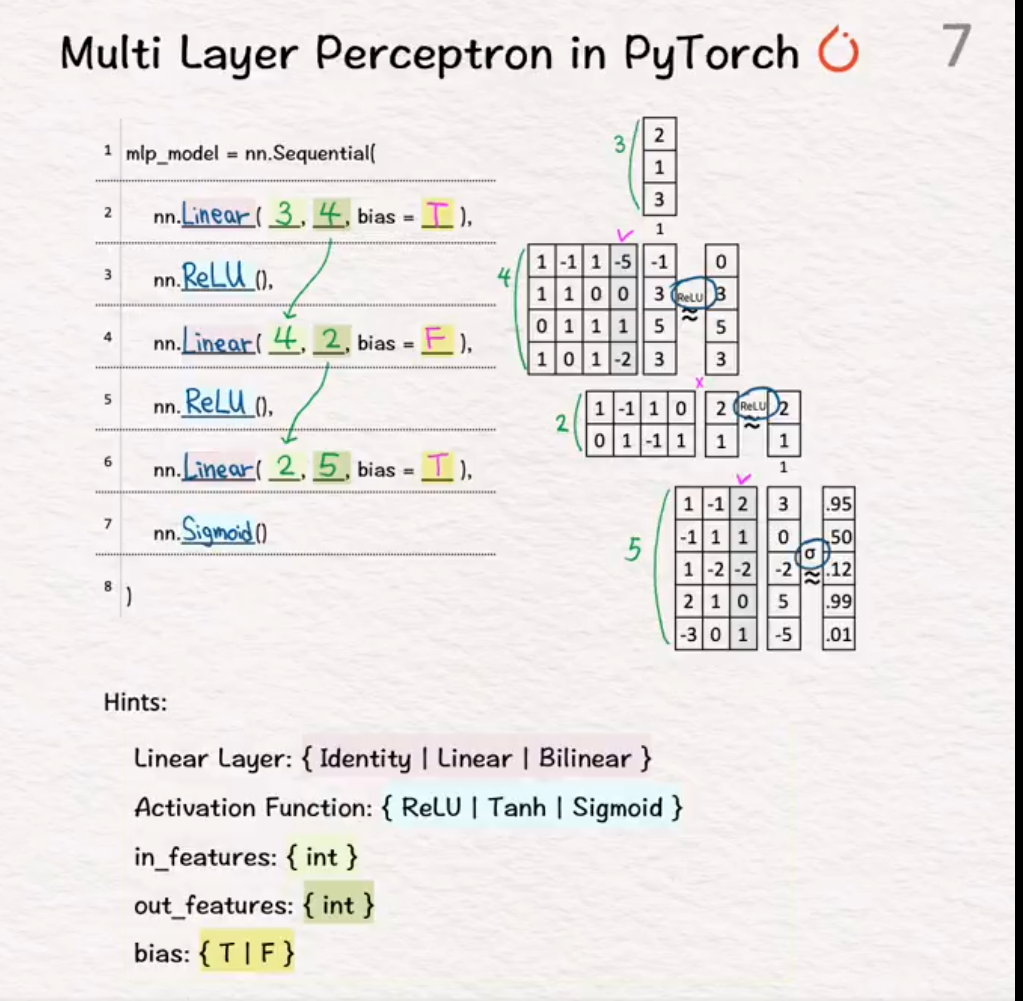 Multi Layer Perceptron in PyTorch 7
1 mlp_model = nn.Sequential(
2 nn.Linear( 3, 4, bias = T ),
3 nn.ReLU (),
4 nn.Linear( 4, 2, bias = F ),
5 nn.ReLU (),
6 nn.Linear( 2, 5, bias = T ),
7 nn.Sigmoid()
8 )
3
2
1
3
1
4
1 -1 1 -5 -1 0
1 1 0 0 3 ReLU 3
≈
0 1 1 1 5 5
1 0 1 -2 3 3
x
2
1 -1 1 0 2 ReLU 2
≈
0 1 -1 1 1 1
1
5
1 -1 2 3 .95
-1 1 1 0 .50
σ
≈
1 -2 -2 -2 .12
2 1 0 5 .99
-3 0 1 -5 .01
Hints:
Linear Layer: { Identity | Linear | Bilinear }
Activation Function: { ReLU | Tanh | Sigmoid }
in_features: { int }
out_features: { int }
bias: { T | F }